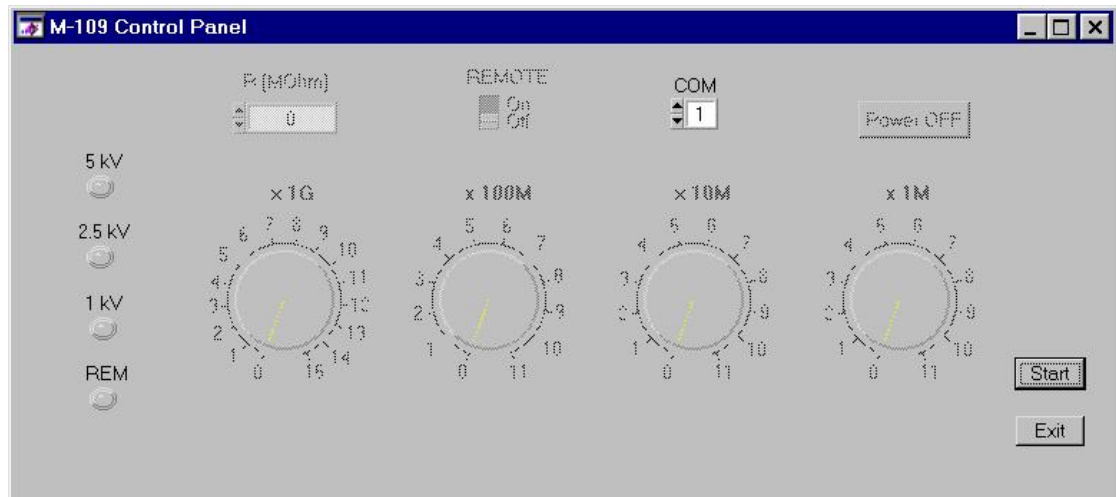 M-109 Control Panel
R (MOhm)
0
REMOTE
On
Off
COM
1
Power OFF
5 kV
2.5 kV
1 kV
REM
x 1G
0 1 2 3 4 5 6 7 8 9 10 11 12 13 14 15
x 100M
0 1 2 3 4 5 6 7 8 9 10 11
x 10M
0 1 2 3 4 5 6 7 8 9 10 11
x 1M
0 1 2 3 4 5 6 7 8 9 10 11
Start
Exit